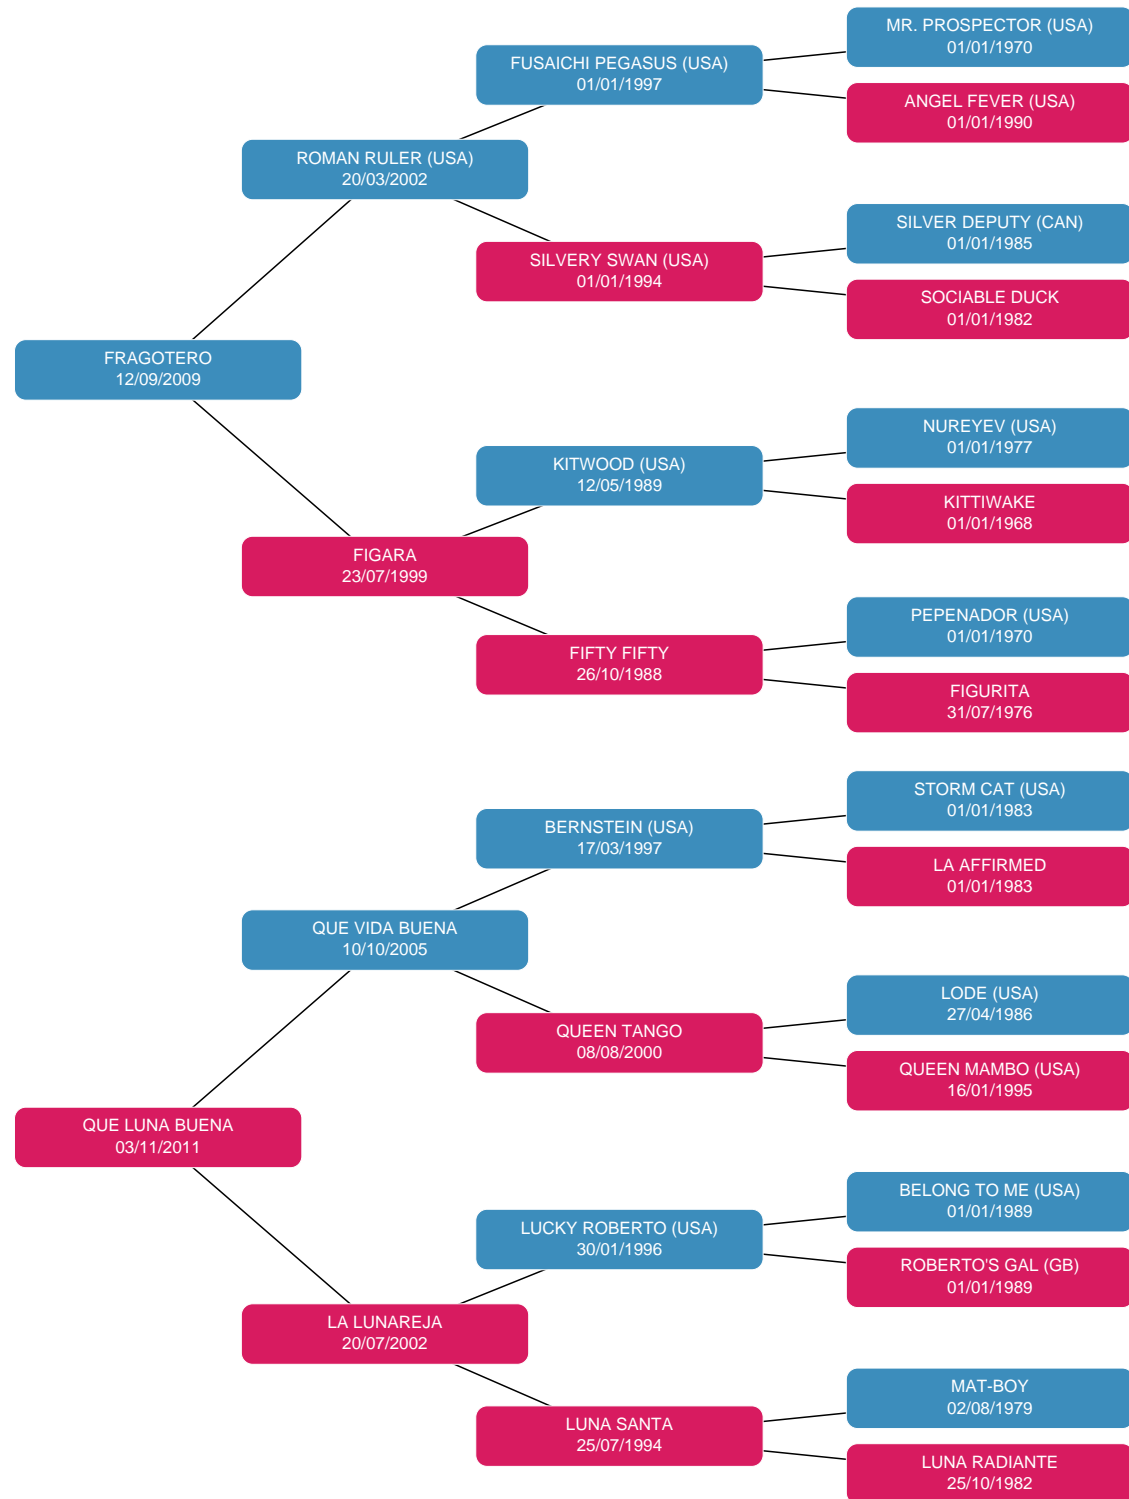 MR. PROSPECTOR (USA)
01/01/1970
FUSAICHI PEGASUS (USA)
01/01/1997
ANGEL FEVER (USA)
01/01/1990
ROMAN RULER (USA)
20/03/2002
SILVER DEPUTY (CAN)
01/01/1985
SILVERY SWAN (USA)
01/01/1994
SOCIABLE DUCK
01/01/1982
FRAGOTERO
12/09/2009
NUREYEV (USA)
01/01/1977
KITWOOD (USA)
12/05/1989
KITTIWAKE
01/01/1968
FIGARA
23/07/1999
PEPENADOR (USA)
01/01/1970
FIFTY FIFTY
26/10/1988
FIGURITA
31/07/1976
STORM CAT (USA)
01/01/1983
BERNSTEIN (USA)
17/03/1997
LA AFFIRMED
01/01/1983
QUE VIDA BUENA
10/10/2005
LODE (USA)
27/04/1986
QUEEN TANGO
08/08/2000
QUEEN MAMBO (USA)
16/01/1995
QUE LUNA BUENA
03/11/2011
BELONG TO ME (USA)
01/01/1989
LUCKY ROBERTO (USA)
30/01/1996
ROBERTO'S GAL (GB)
01/01/1989
LA LUNAREJA
20/07/2002
MAT-BOY
02/08/1979
LUNA SANTA
25/07/1994
LUNA RADIANTE
25/10/1982